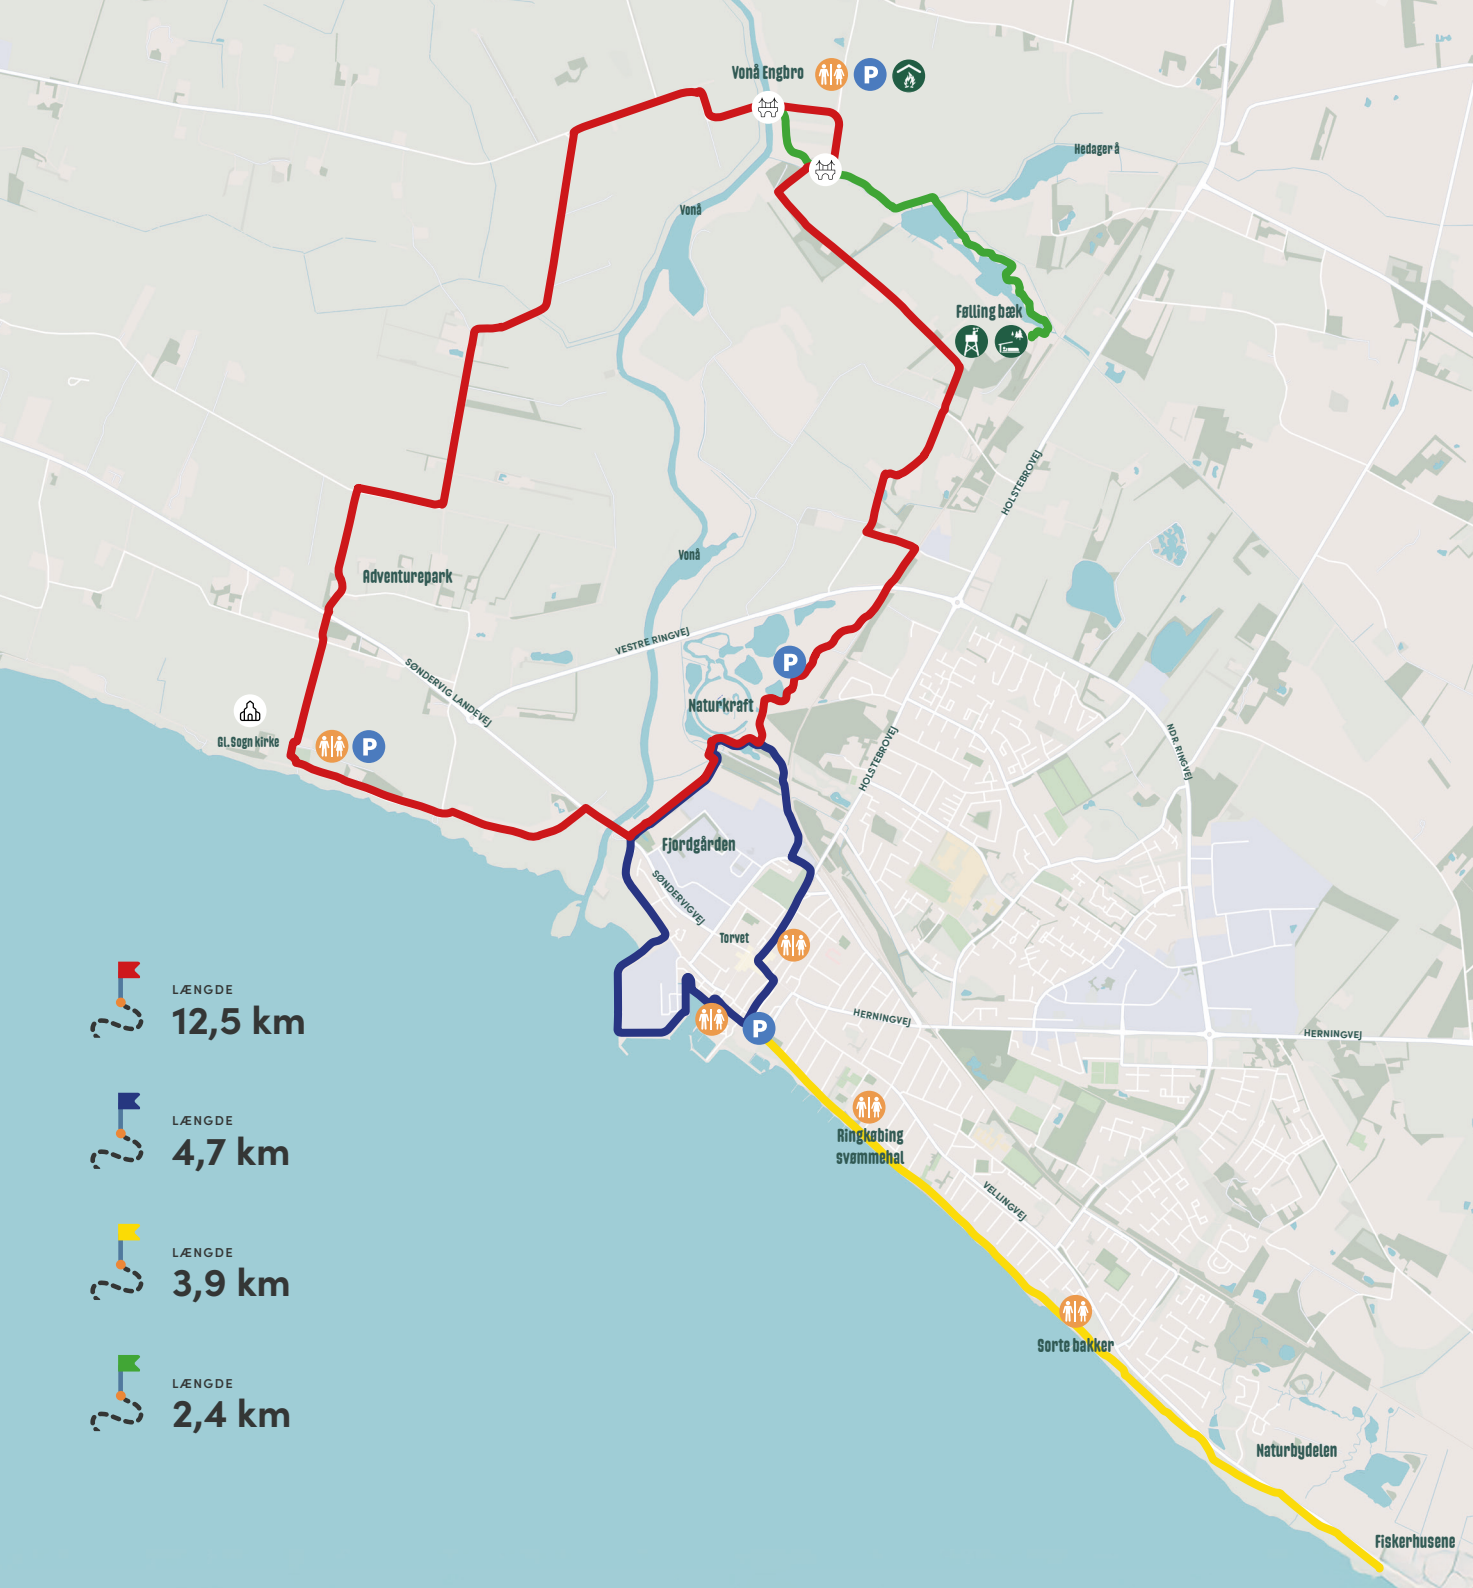 Vonå Engbro
P
Hedager å
Vonå
Følling bæk
HOLSTEBROVEJ
Vonå
Adventurepark
VESTRE RINGVEJ
SØNDERVIG LANDEVEJ
P
Naturkraft
Gl. Sogn kirke
P
HOLSTEBROVEJ
NDR. RINGVEJ
Fjordgården
SØNDERVIGVEJ
Torvet
LÆNGDE
12,5 km
P
HERNINGVEJ
HERNINGVEJ
LÆNGDE
4,7 km
Ringkøbing
svømmehal
VELLINGVEJ
LÆNGDE
3,9 km
Sorte bakker
LÆNGDE
2,4 km
Naturbydelen
Fiskerhusene